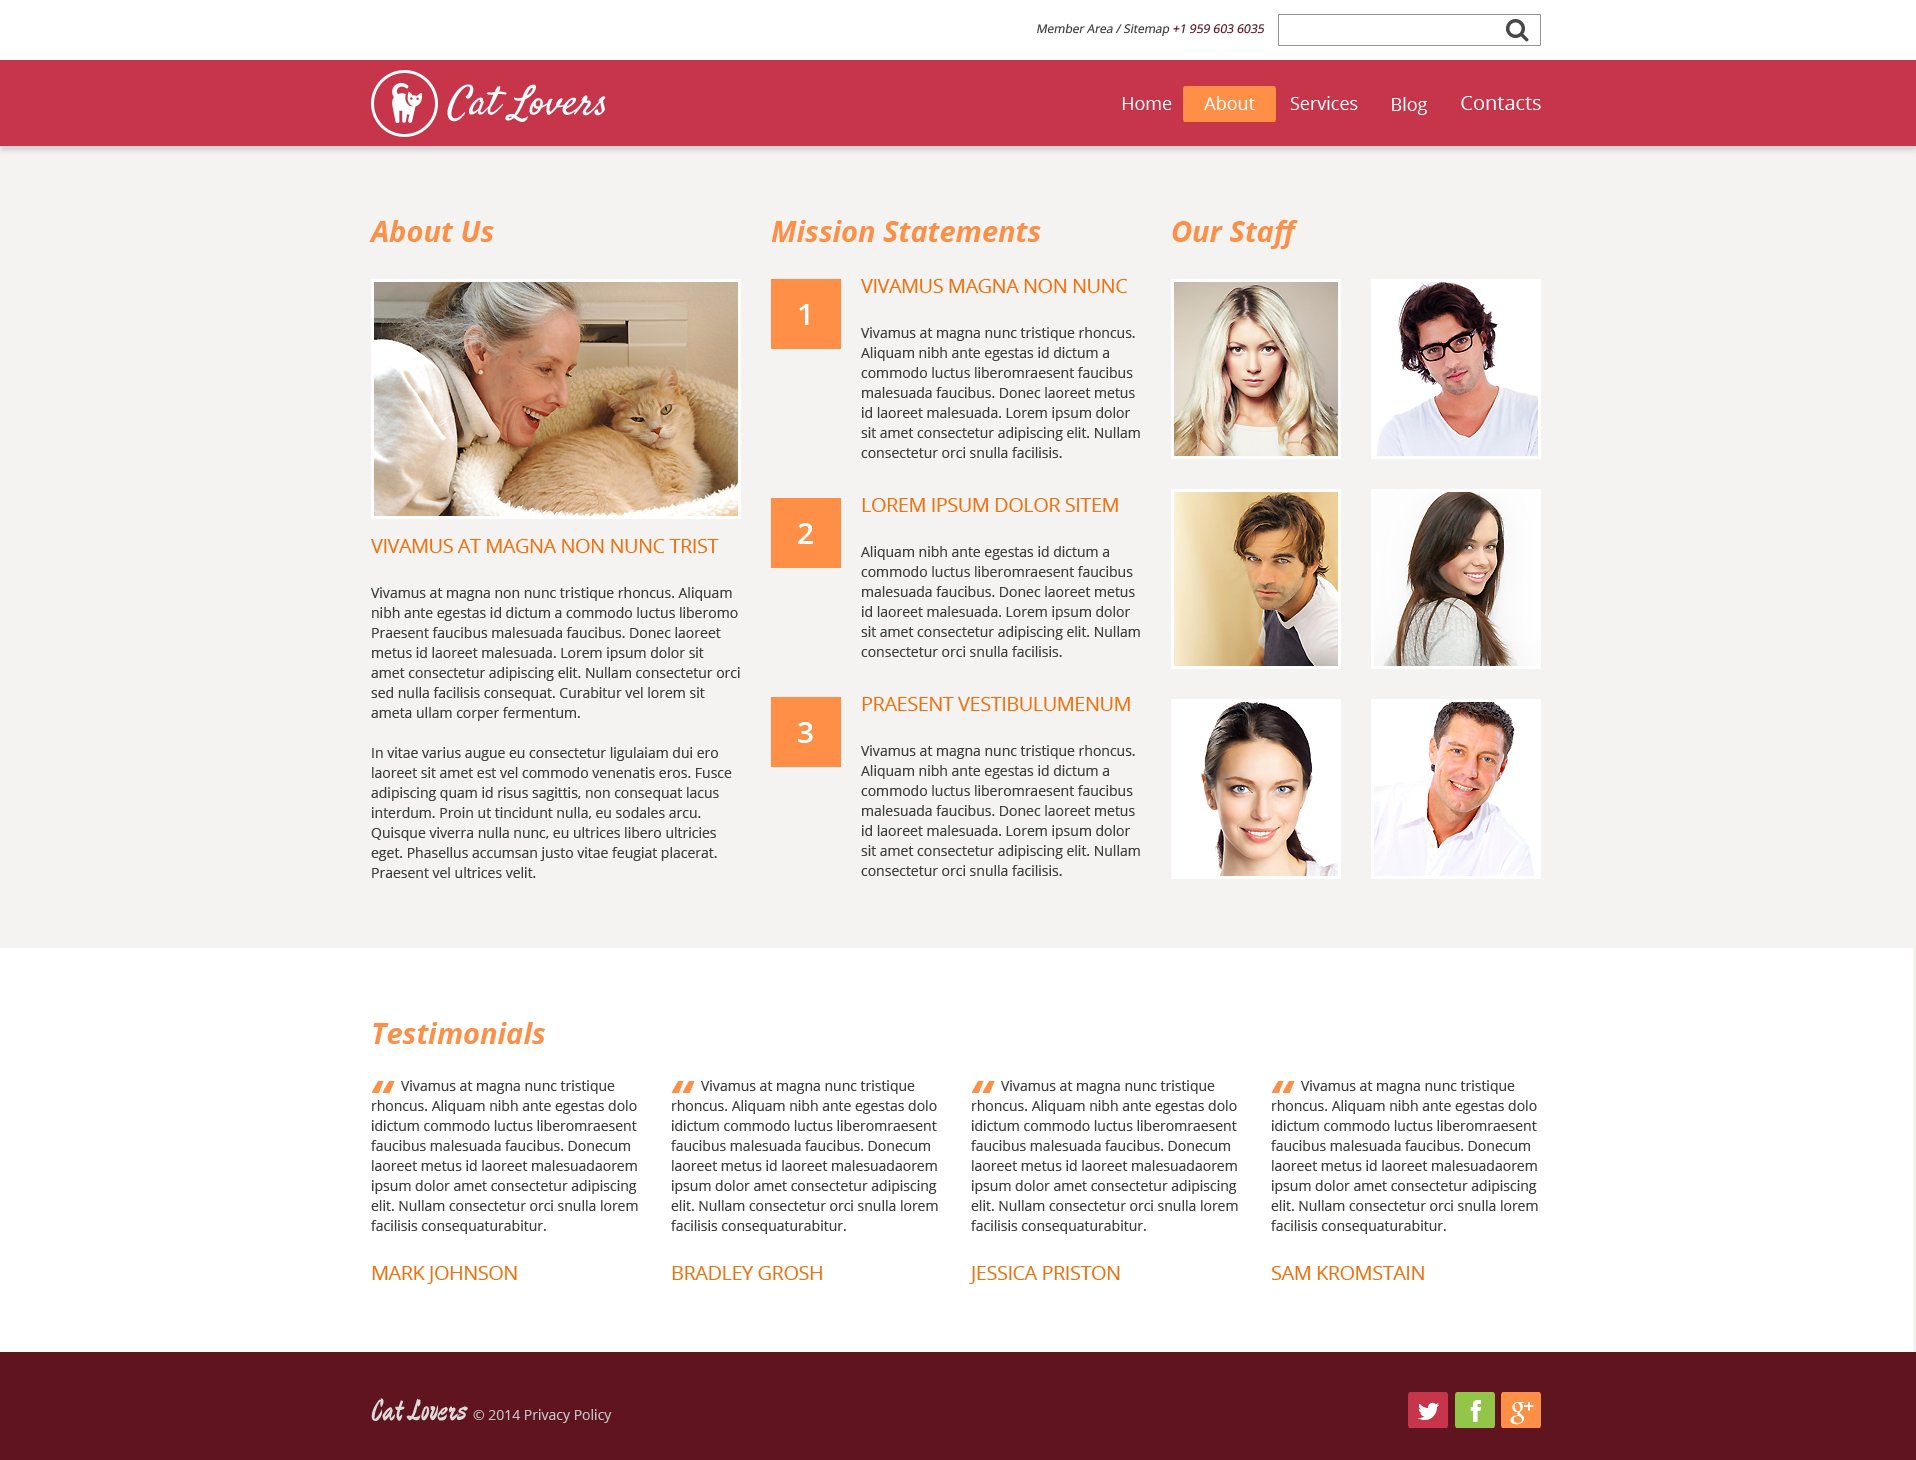 Member Area / Sitemap +1 959 603 6035
Cat Lovers
Home About Services Blog Contacts
About Us
VIVAMUS AT MAGNA NON NUNC TRIST
Vivamus at magna non nunc tristique rhoncus. Aliquam
nibh ante egestas id dictum a commodo luctus liberomo
Praesent faucibus malesuada faucibus. Donec laoreet
metus id laoreet malesuada. Lorem ipsum dolor sit
amet consectetur adipiscing elit. Nullam consectetur orci
sed nulla facilisis consequat. Curabitur vel lorem sit
ameta ullam corper fermentum.
In vitae varius augue eu consectetur ligulaiam dui ero
laoreet sit amet est vel commodo venenatis eros. Fusce
adipiscing quam id risus sagittis, non consequat lacus
interdum. Proin ut tincidunt nulla, eu sodales arcu.
Quisque viverra nulla nunc, eu ultrices libero ultricies
eget. Phasellus accumsan justo vitae feugiat placerat.
Praesent vel ultrices velit.
Mission Statements
1
VIVAMUS MAGNA NON NUNC
Vivamus at magna nunc tristique rhoncus.
Aliquam nibh ante egestas id dictum a
commodo luctus liberomraesent faucibus
malesuada faucibus. Donec laoreet metus
id laoreet malesuada. Lorem ipsum dolor
sit amet consectetur adipiscing elit. Nullam
consectetur orci snulla facilisis.
2
LOREM IPSUM DOLOR SITEM
Aliquam nibh ante egestas id dictum a
commodo luctus liberomraesent faucibus
malesuada faucibus. Donec laoreet metus
id laoreet malesuada. Lorem ipsum dolor
sit amet consectetur adipiscing elit. Nullam
consectetur orci snulla facilisis.
3
PRAESENT VESTIBULUMENUM
Vivamus at magna nunc tristique rhoncus.
Aliquam nibh ante egestas id dictum a
commodo luctus liberomraesent faucibus
malesuada faucibus. Donec laoreet metus
id laoreet malesuada. Lorem ipsum dolor
sit amet consectetur adipiscing elit. Nullam
consectetur orci snulla facilisis.
Our Staff
Testimonials
" Vivamus at magna nunc tristique
rhoncus. Aliquam nibh ante egestas dolo
idictum commodo luctus liberomraesent
faucibus malesuada faucibus. Donecum
laoreet metus id laoreet malesuadaorem
ipsum dolor amet consectetur adipiscing
elit. Nullam consectetur orci snulla lorem
facilisis consequaturabitur.
MARK JOHNSON
" Vivamus at magna nunc tristique
rhoncus. Aliquam nibh ante egestas dolo
idictum commodo luctus liberomraesent
faucibus malesuada faucibus. Donecum
laoreet metus id laoreet malesuadaorem
ipsum dolor amet consectetur adipiscing
elit. Nullam consectetur orci snulla lorem
facilisis consequaturabitur.
BRADLEY GROSH
" Vivamus at magna nunc tristique
rhoncus. Aliquam nibh ante egestas dolo
idictum commodo luctus liberomraesent
faucibus malesuada faucibus. Donecum
laoreet metus id laoreet malesuadaorem
ipsum dolor amet consectetur adipiscing
elit. Nullam consectetur orci snulla lorem
facilisis consequaturabitur.
JESSICA PRISTON
" Vivamus at magna nunc tristique
rhoncus. Aliquam nibh ante egestas dolo
idictum commodo luctus liberomraesent
faucibus malesuada faucibus. Donecum
laoreet metus id laoreet malesuadaorem
ipsum dolor amet consectetur adipiscing
elit. Nullam consectetur orci snulla lorem
facilisis consequaturabitur.
SAM KROMSTAIN
Cat Lovers © 2014 Privacy Policy
f g+